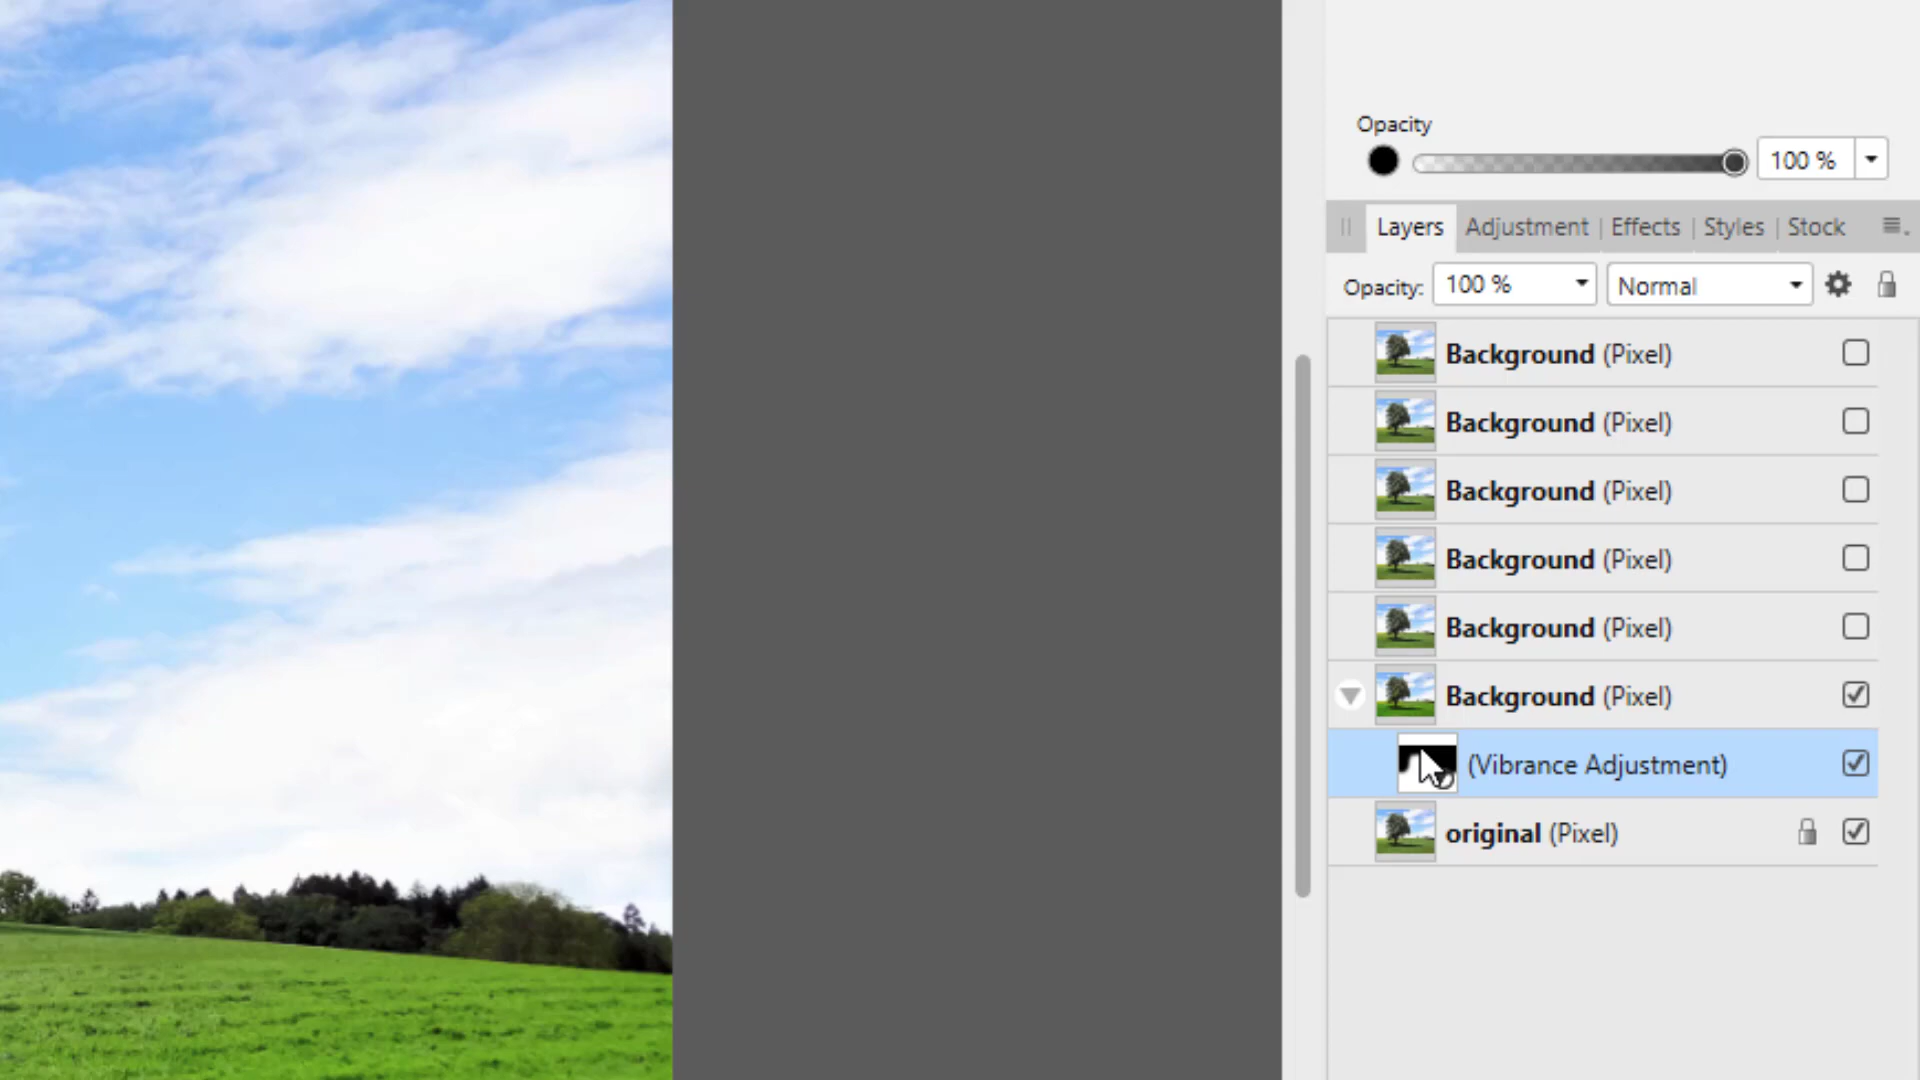 Opacity
100 %
Layers Adjustment Effects Styles Stock
Opacity: 100 % Normal
Background (Pixel)
Background (Pixel)
Background (Pixel)
Background (Pixel)
Background (Pixel)
Background (Pixel)
(Vibrance Adjustment)
original (Pixel)